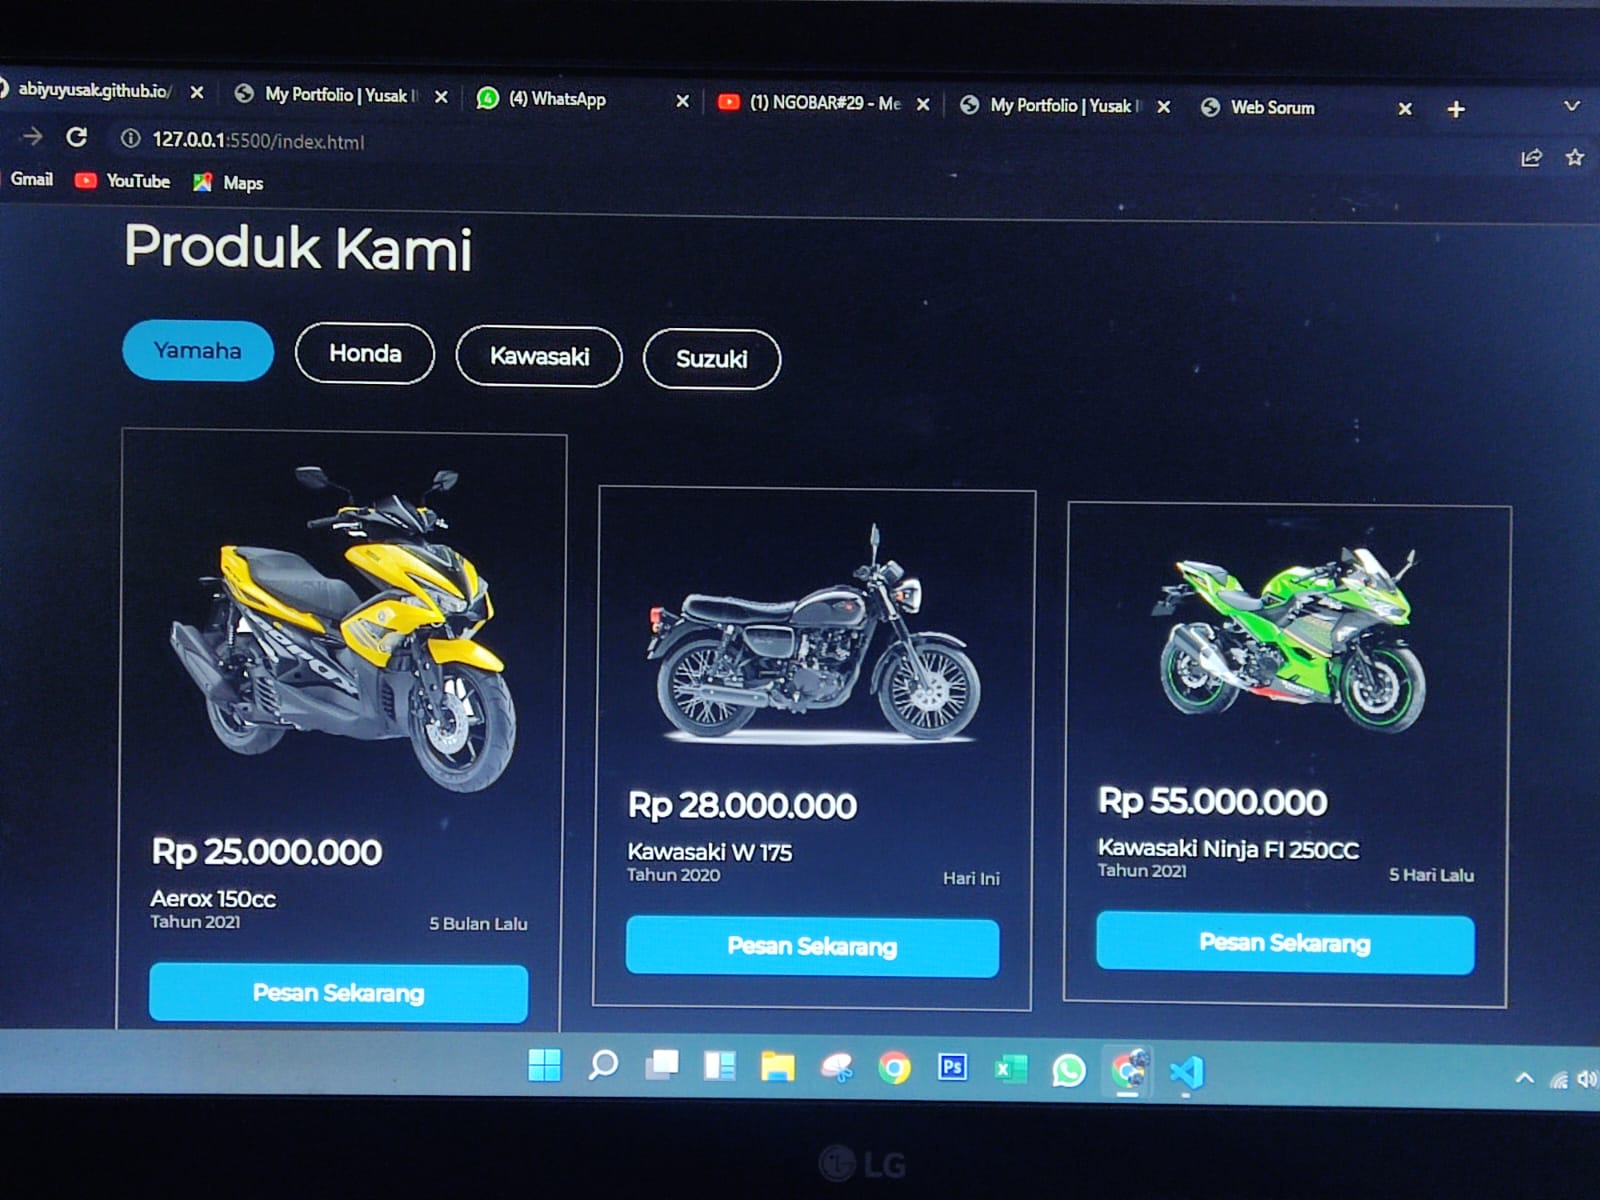 abiyuyusak.github.io/
My Portfolio | Yusak
(4) WhatsApp
(1) NGOBAR#29 - Me
My Portfolio | Yusak
Web Sorum
127.0.0.1:5500/index.html
Gmail
YouTube
Maps
Produk Kami
Yamaha
Honda
Kawasaki
Suzuki
Rp 25.000.000
Aerox 150cc
Tahun 2021
5 Bulan Lalu
Pesan Sekarang
Rp 28.000.000
Kawasaki W 175
Tahun 2020
Hari Ini
Pesan Sekarang
Rp 55.000.000
Kawasaki Ninja FI 250CC
Tahun 2021
5 Hari Lalu
Pesan Sekarang
Ps
LG